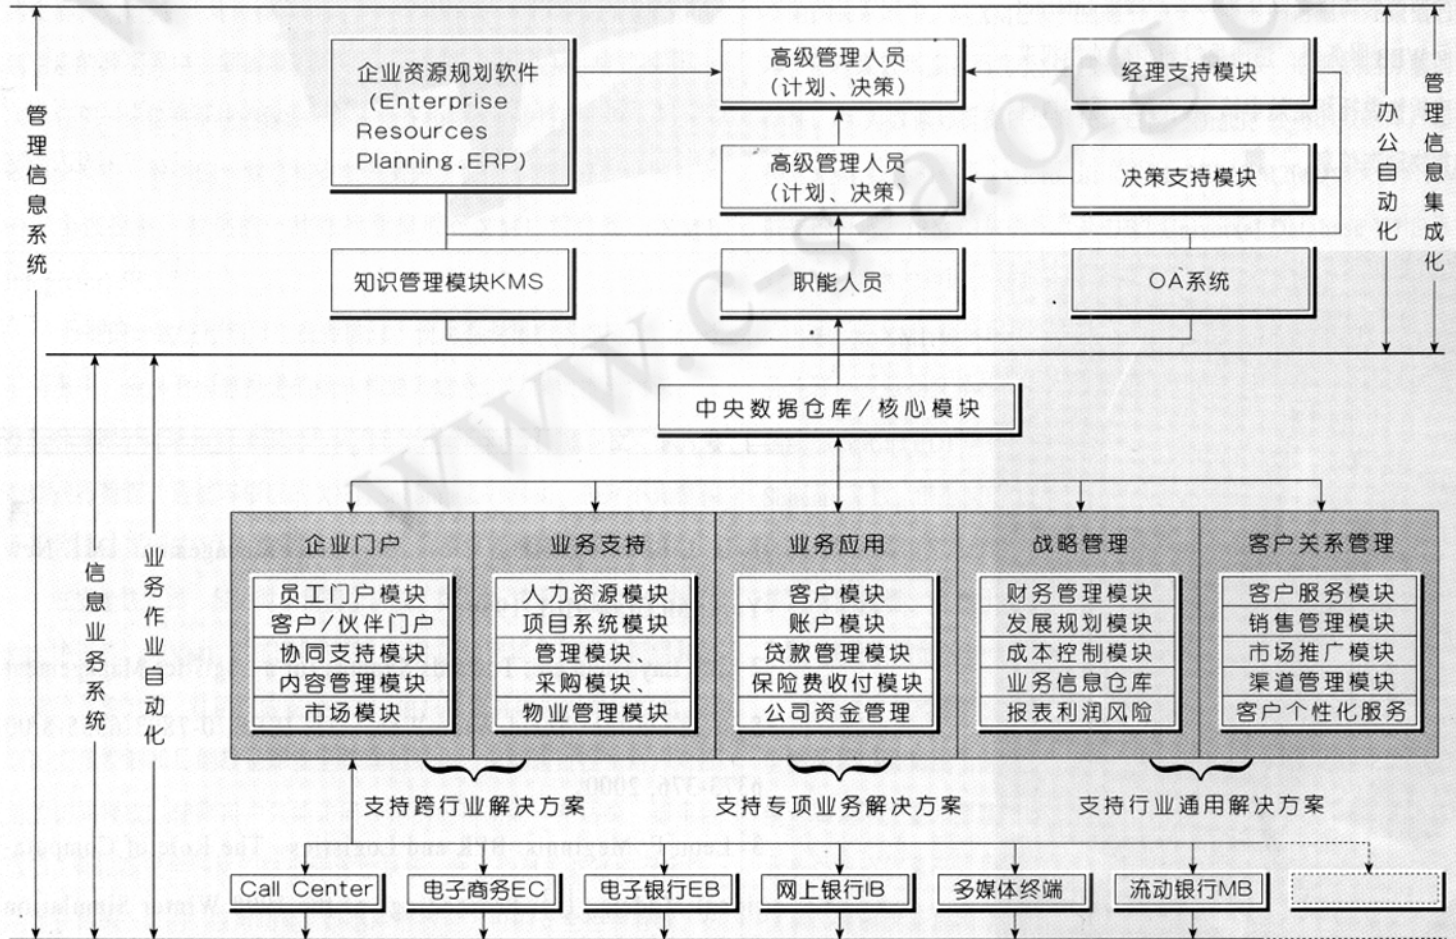 管理信息系统
企业资源规划软件
(Enterprise
Resources
Planning.ERP)
高级管理人员
(计划、决策)
经理支持模块
高级管理人员
(计划、决策)
决策支持模块
知识管理模块KMS
职能人员
OA系统
办公自动化
管理信息集成化
中央数据仓库/核心模块
信息业务系统
业务作业自动化
企业门户
员工门户模块
客户/伙伴门户
协同支持模块
内容管理模块
市场模块
业务支持
人力资源模块
项目系统模块
管理模块、
采购模块、
物业管理模块
业务应用
客户模块
账户模块
贷款管理模块
保险费收付模块
公司资金管理
战略管理
财务管理模块
发展规划模块
成本控制模块
业务信息仓库
报表利润风险
客户关系管理
客户服务模块
销售管理模块
市场推广模块
渠道管理模块
客户个性化服务
支持跨行业解决方案
支持专项业务解决方案
支持行业通用解决方案
Call Center
电子商务EC
电子银行EB
网上银行IB
多媒体终端
流动银行MB
www.c-s-a.org.c